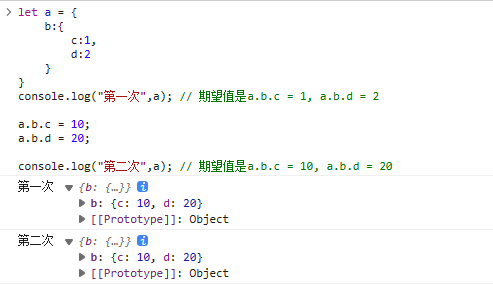 let a = {
b:{
c:1,
d:2
}
}
console.log("第一次",a); // 期望值是a.b.c = 1, a.b.d = 2
a.b.c = 10;
a.b.d = 20;
console.log("第二次",a); // 期望值是a.b.c = 10, a.b.d = 20
第一次 {b: {…}} i
b: {c: 10, d: 20}
[[Prototype]]: Object
第二次 {b: {…}} i
b: {c: 10, d: 20}
[[Prototype]]: Object